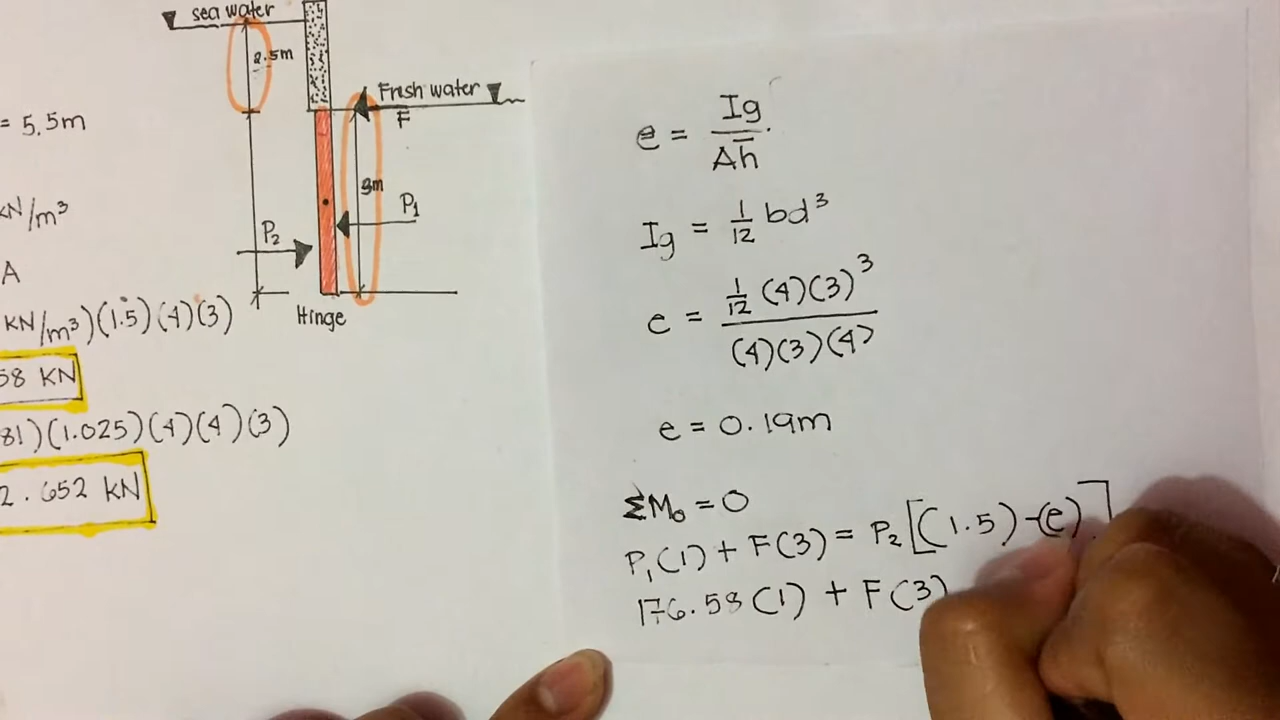 sea water
2.5m
Fresh water
F
= 5.5m
3m
P₁
KN/m³
P₂
A
KN/m³)(1.5)(4)(3)
Hinge
58 KN
81)(1.025)(4)(4)(3)
2.652 KN
e = Ig / Ah̄
Ig = 1/12 bd³
e = 1/12 (4)(3)³ / (4)(3)(4)
e = 0.19m
ΣM₀ = 0
P₁(1) + F(3) = P₂[(1.5)-(e)]
176.58(1) + F(3)